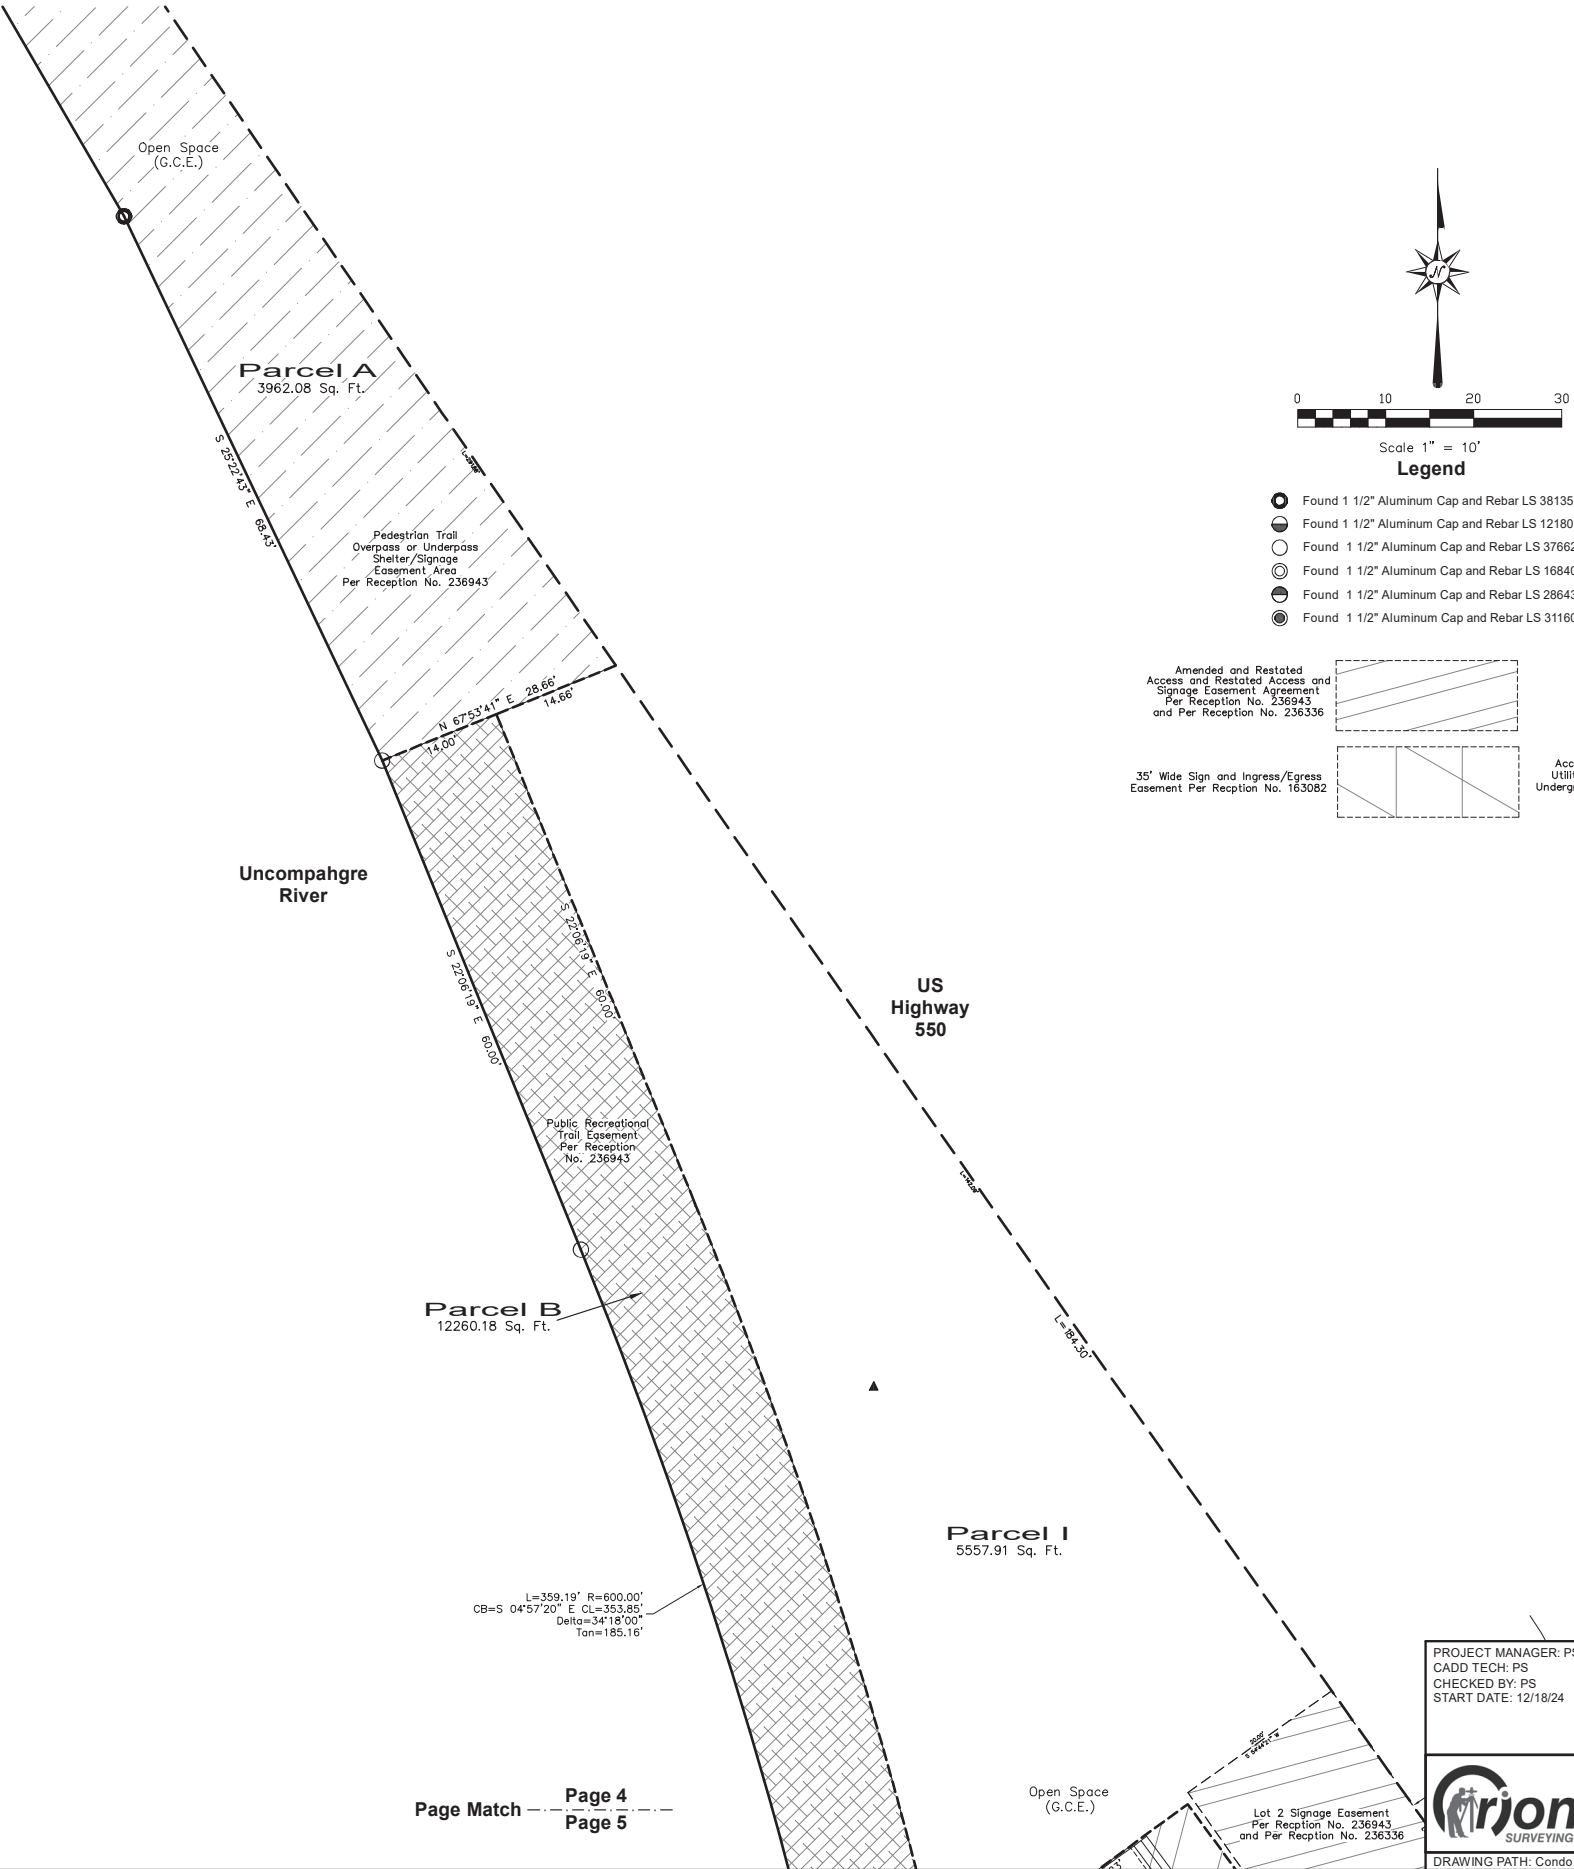 Open Space
(G.C.E.)
Parcel A
3962.08 Sq. Ft.
S 25°22'43" E 68.43'
Pedestrian Trail
Overpass or Underpass
Shelter/Signage
Easement Area
Per Reception No. 236943
N 67°53'41" E 28.66'
14.00'
14.66'
N
0 10 20 30
Scale 1" = 10'
Legend
Found 1 1/2" Aluminum Cap and Rebar LS 38135
Found 1 1/2" Aluminum Cap and Rebar LS 12180
Found 1 1/2" Aluminum Cap and Rebar LS 37662
Found 1 1/2" Aluminum Cap and Rebar LS 16840
Found 1 1/2" Aluminum Cap and Rebar LS 28643
Found 1 1/2" Aluminum Cap and Rebar LS 31160
Amended and Restated
Access and Restated Access and
Signage Easement Agreement
Per Reception No. 236943
and Per Reception No. 236336
35' Wide Sign and Ingress/Egress
Easement Per Recption No. 163082
Acc
Utili
Underg
Uncompahgre
River
S 22°06'19" E 60.00'
S 22°06'19" E 60.00'
US
Highway
550
Public Recreational
Trail Easement
Per Reception
No. 236943
Parcel B
12260.18 Sq. Ft.
L=184.30'
Parcel I
5557.91 Sq. Ft.
L=359.19' R=600.00'
CB=S 04°57'20" E CL=353.85'
Delta=34°18'00"
Tan=185.16'
Page Match
Page 4
Page 5
Open Space
(G.C.E.)
Lot 2 Signage Easement
Per Recption No. 236943
and Per Recption No. 236336
PROJECT MANAGER: PS
CADD TECH: PS
CHECKED BY: PS
START DATE: 12/18/24
Orion
SURVEYING
DRAWING PATH: Condo